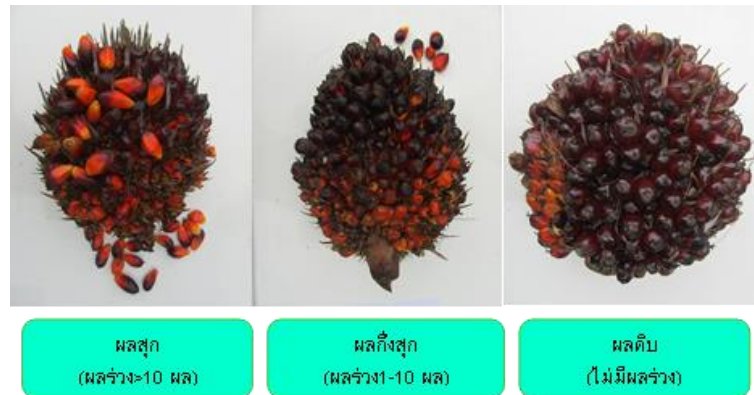 ผลสุก
(ผลร่วง>10 ผล)
ผลกึ่งสุก
(ผลร่วง1-10 ผล)
ผลดิบ
(ไม่มีผลร่วง)